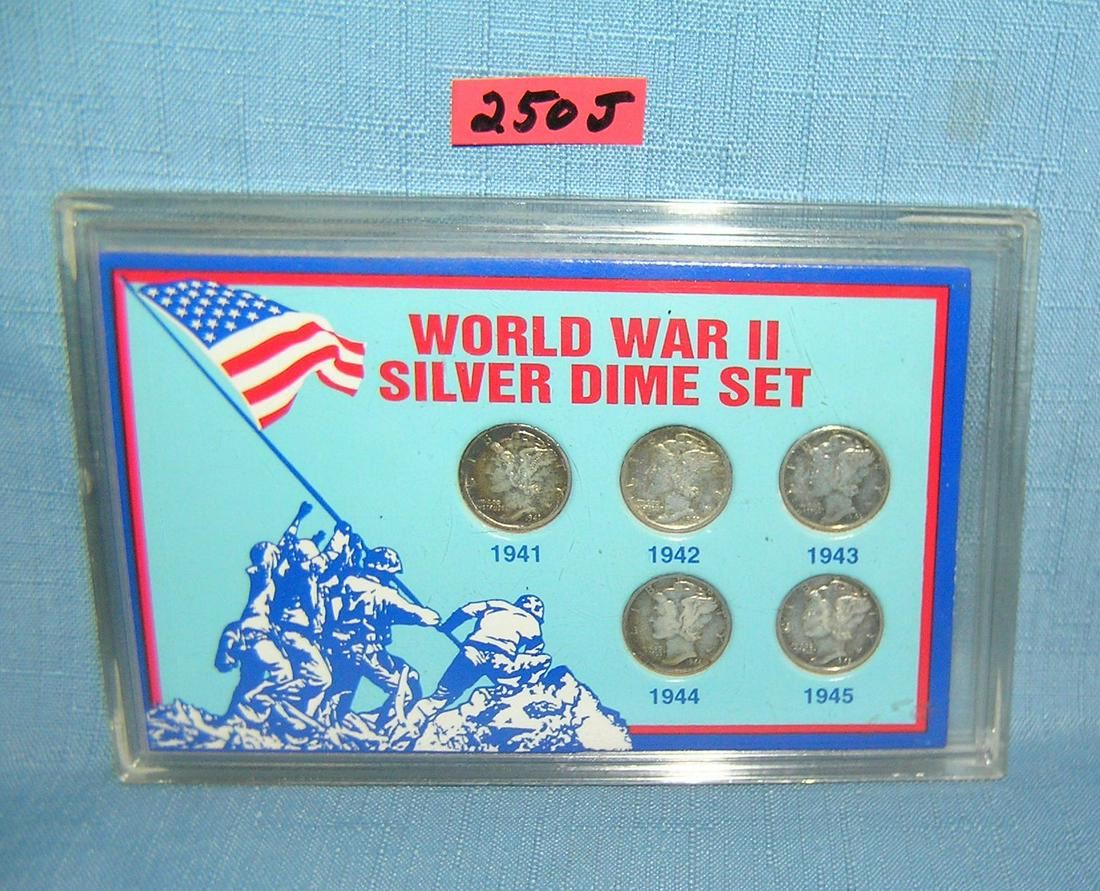 250J
WORLD WAR II
SILVER DIME SET
1941 1942 1943
1944 1945